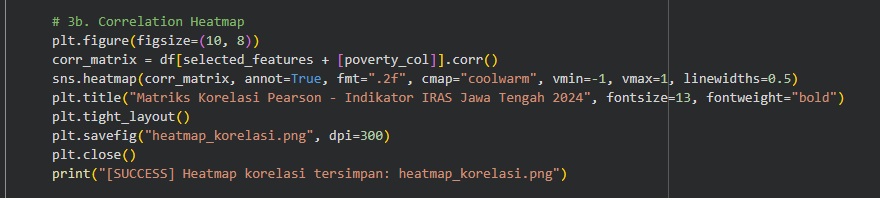 # 3b. Correlation Heatmap
plt.figure(figsize=(10, 8))
corr_matrix = df[selected_features + [poverty_col]].corr()
sns.heatmap(corr_matrix, annot=True, fmt=".2f", cmap="coolwarm", vmin=-1, vmax=1, linewidths=0.5)
plt.title("Matriks Korelasi Pearson - Indikator IRAS Jawa Tengah 2024", fontsize=13, fontweight="bold")
plt.tight_layout()
plt.savefig("heatmap_korelasi.png", dpi=300)
plt.close()
print("[SUCCESS] Heatmap korelasi tersimpan: heatmap_korelasi.png")